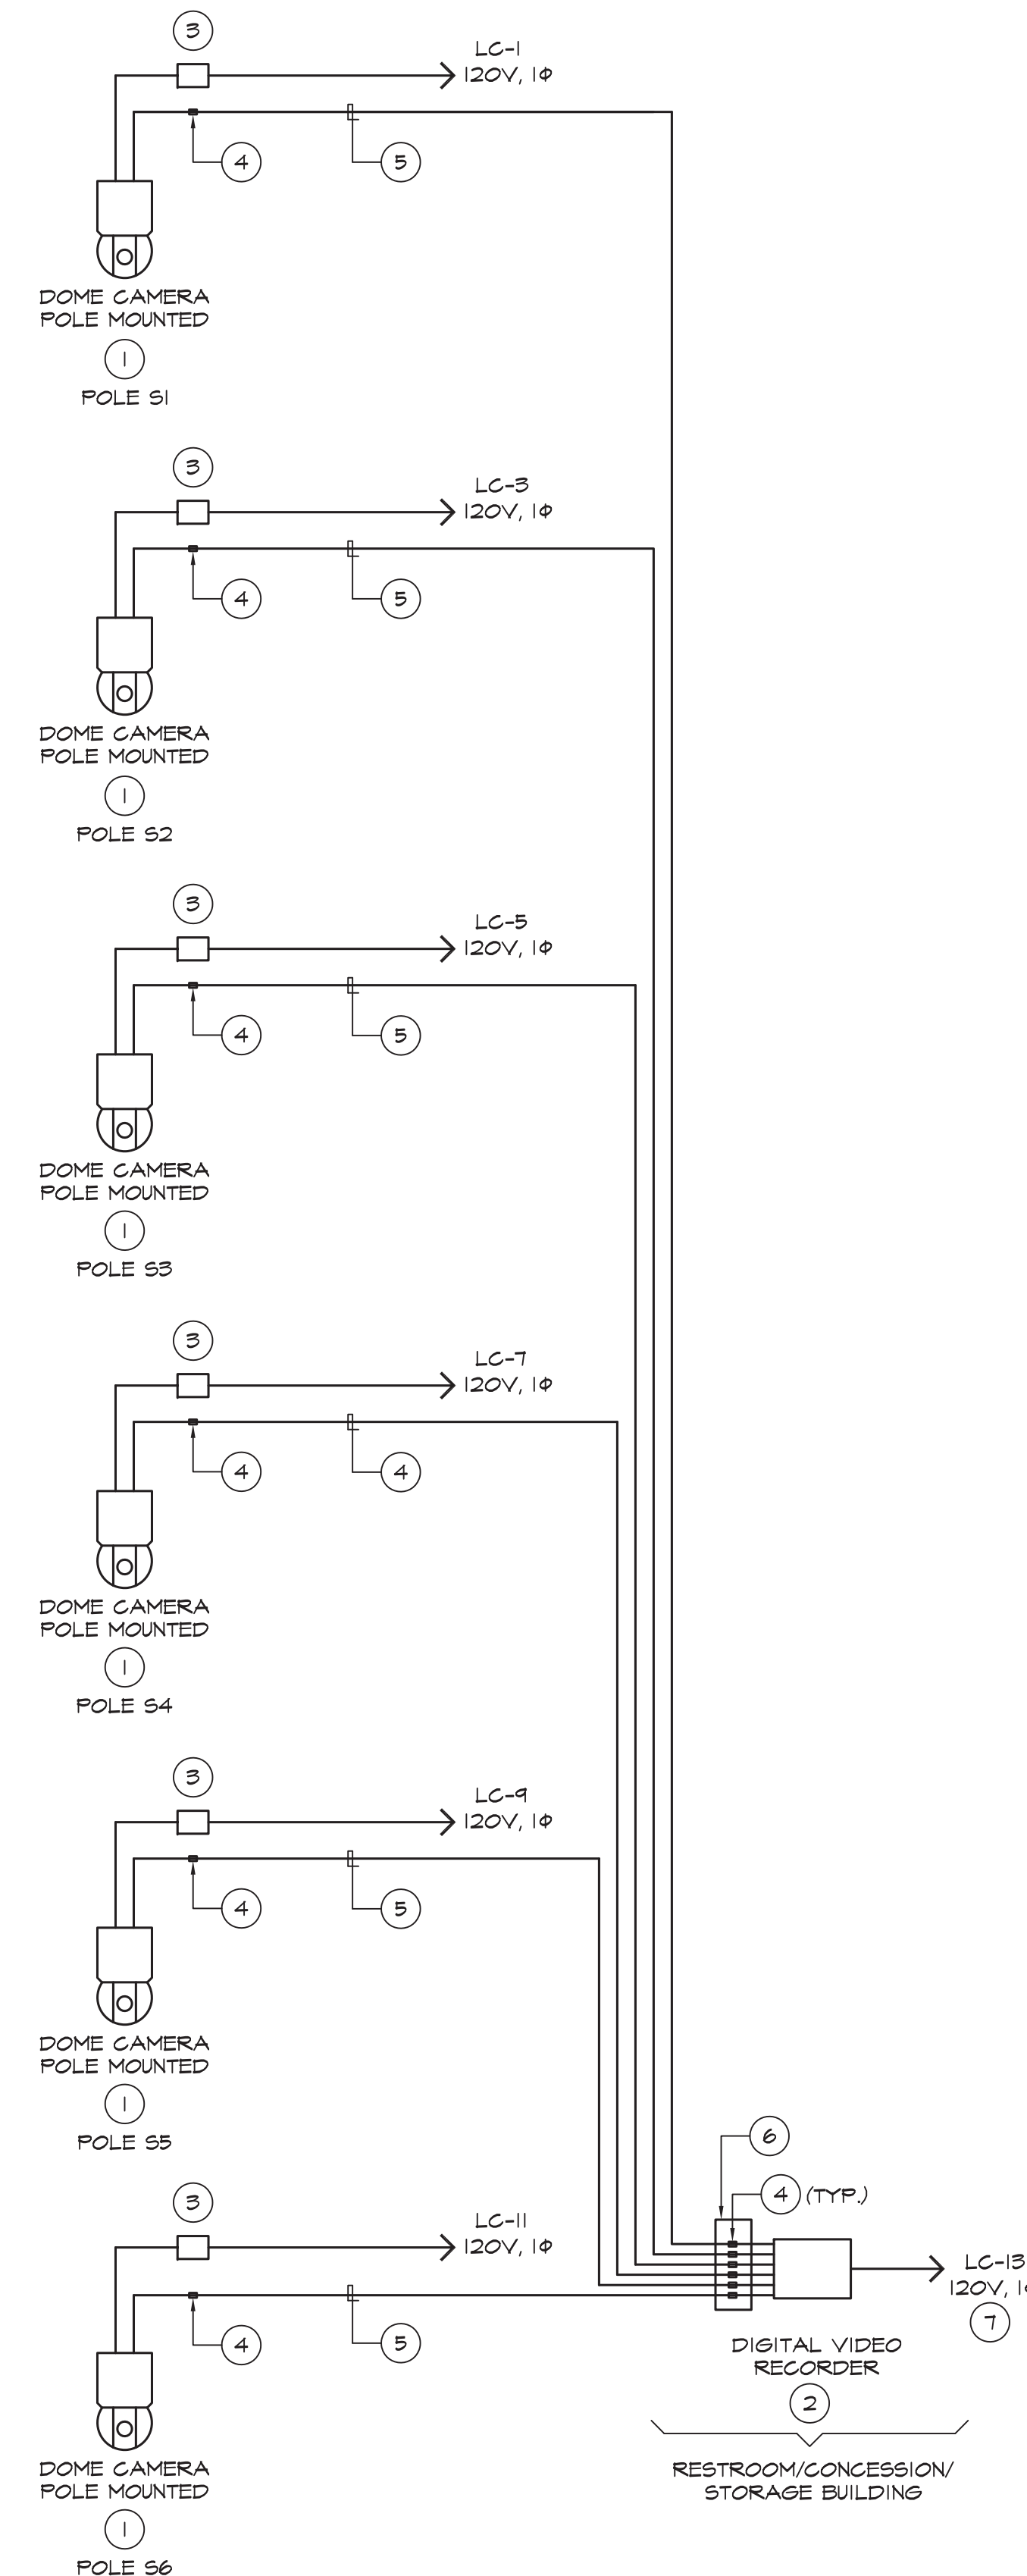 3
LC-1
120V, 1Φ
4
5
DOME CAMERA
POLE MOUNTED
1
POLE S1
3
LC-3
120V, 1Φ
4
5
DOME CAMERA
POLE MOUNTED
1
POLE S2
3
LC-5
120V, 1Φ
4
5
DOME CAMERA
POLE MOUNTED
1
POLE S3
3
LC-7
120V, 1Φ
4
4
DOME CAMERA
POLE MOUNTED
1
POLE S4
3
LC-9
120V, 1Φ
4
5
DOME CAMERA
POLE MOUNTED
1
POLE S5
6
4 (TYP.)
3
LC-11
120V, 1Φ
LC-13
120V,
7
4
5
DIGITAL VIDEO
RECORDER
2
RESTROOM/CONCESSION/
STORAGE BUILDING
DOME CAMERA
POLE MOUNTED
1
POLE S6